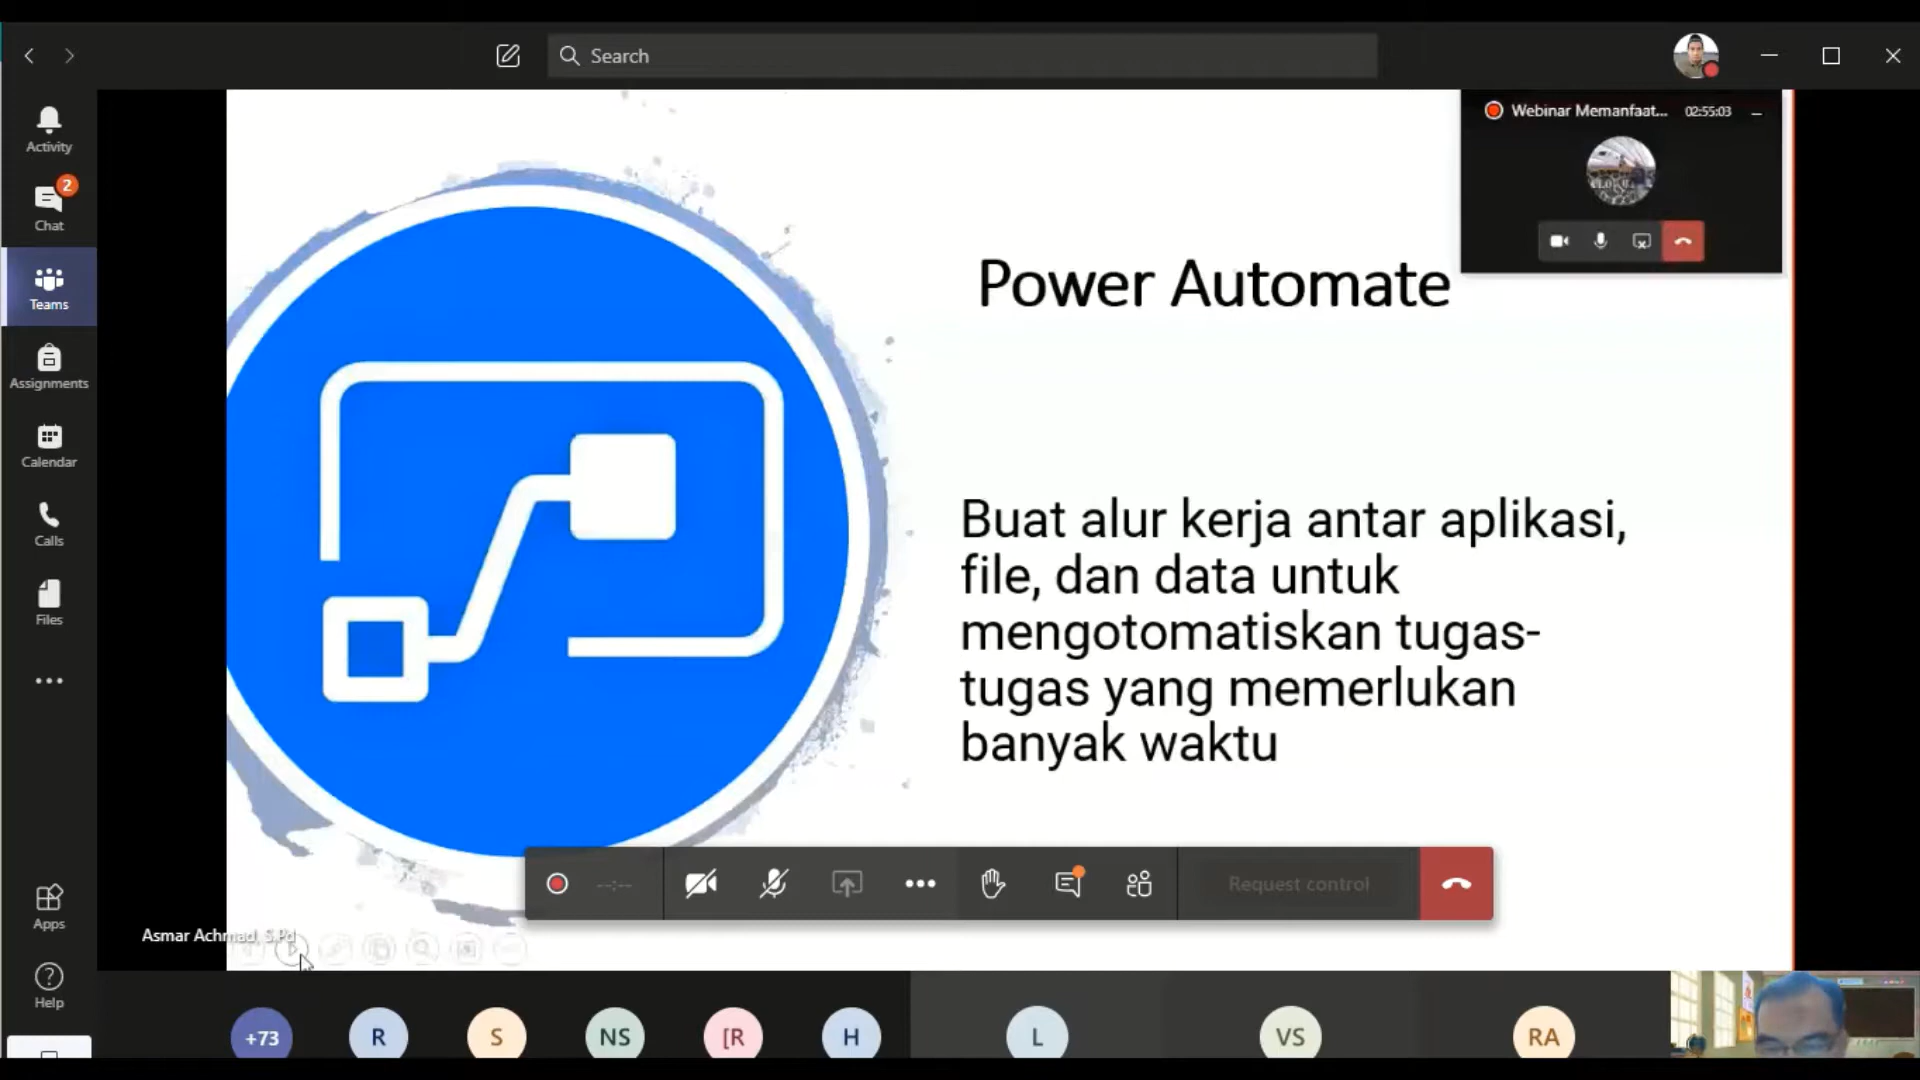 Search
Activity
2
Chat
Teams
Assignments
Calendar
Calls
Files
Apps
Help
Webinar Memanfaat...
02:55:03
Power Automate
Buat alur kerja antar aplikasi,
file, dan data untuk
mengotomatiskan tugas-
tugas yang memerlukan
banyak waktu
--:--
Request control
Asmar Achmad, S.Pd
+73
R
S
NS
[R
H
L
VS
RA